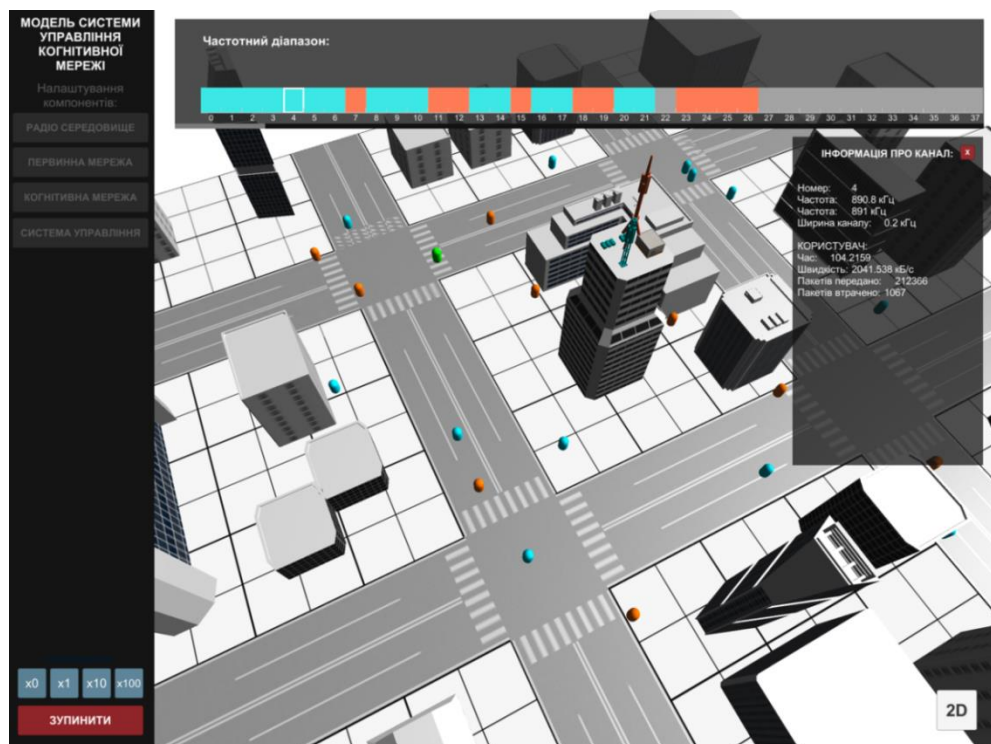 МОДЕЛЬ СИСТЕМИ
УПРАВЛІННЯ
КОГНІТИВНОЇ
МЕРЕЖІ
Налаштування
компонентів:
РАДІО СЕРЕДОВИЩЕ
ПЕРВИННА МЕРЕЖА
КОГНІТИВНА МЕРЕЖА
СИСТЕМА УПРАВЛІННЯ
x0 x1 x10 x100
ЗУПИНИТИ
Частотний діапазон:
0 1 2 3 4 5 6 7 8 9 10 11 12 13 14 15 16 17 18 19 20 21 22 23 24 25 26 27 28 29 30 31 32 33 34 35 36 37
ІНФОРМАЦІЯ ПРО КАНАЛ: x
Номер: 4
Частота: 890.8 кГц
Частота: 891 кГц
Ширина каналу: 0.2 кГц
КОРИСТУВАЧ:
Час: 104.2159
Швидкість: 2041.538 кБ/с
Пакетів передано: 212366
Пакетів втрачено: 1067
2D